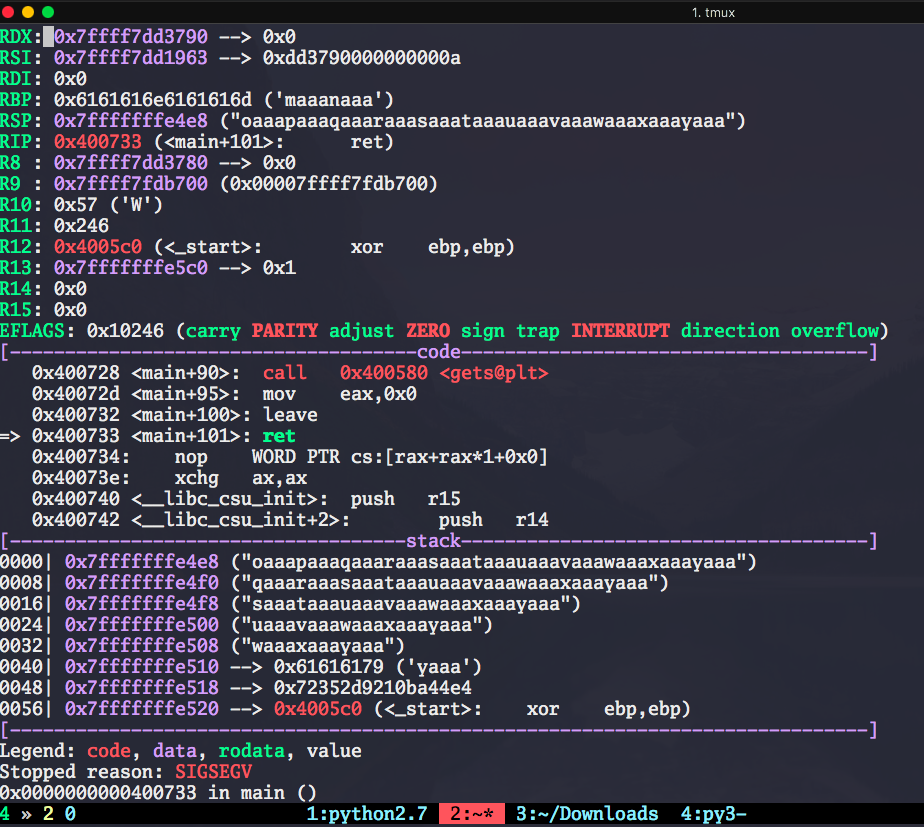 1. tmux
RDX: 0x7ffff7dd3790 --> 0x0
RSI: 0x7ffff7dd1963 --> 0xdd3790000000000a
RDI: 0x0
RBP: 0x6161616e6161616d ('maaanaaa')
RSP: 0x7fffffffe4e8 ("oaaapaaaqaaaraaasaaataaauaaavaaawaaaxaaayaaa")
RIP: 0x400733 (<main+101>:      ret)
R8 : 0x7ffff7dd3780 --> 0x0
R9 : 0x7ffff7fdb700 (0x00007ffff7fdb700)
R10: 0x57 ('W')
R11: 0x246
R12: 0x4005c0 (<_start>:        xor    ebp,ebp)
R13: 0x7fffffffe5c0 --> 0x1
R14: 0x0
R15: 0x0
EFLAGS: 0x10246 (carry PARITY adjust ZERO sign trap INTERRUPT direction overflow)
[-------------------------------------code-------------------------------------]
   0x400728 <main+90>:  call   0x400580 <gets@plt>
   0x40072d <main+95>:  mov    eax,0x0
   0x400732 <main+100>: leave
=> 0x400733 <main+101>: ret
   0x400734:    nop    WORD PTR cs:[rax+rax*1+0x0]
   0x40073e:    xchg   ax,ax
   0x400740 <__libc_csu_init>:  push   r15
   0x400742 <__libc_csu_init+2>:        push   r14
[------------------------------------stack-------------------------------------]
0000| 0x7fffffffe4e8 ("oaaapaaaqaaaraaasaaataaauaaavaaawaaaxaaayaaa")
0008| 0x7fffffffe4f0 ("qaaaraaasaaataaauaaavaaawaaaxaaayaaa")
0016| 0x7fffffffe4f8 ("saaataaauaaavaaawaaaxaaayaaa")
0024| 0x7fffffffe500 ("uaaavaaawaaaxaaayaaa")
0032| 0x7fffffffe508 ("waaaxaaayaaa")
0040| 0x7fffffffe510 --> 0x61616179 ('yaaa')
0048| 0x7fffffffe518 --> 0x72352d9210ba44e4
0056| 0x7fffffffe520 --> 0x4005c0 (<_start>:    xor    ebp,ebp)
[------------------------------------------------------------------------------]
Legend: code, data, rodata, value
Stopped reason: SIGSEGV
0x0000000000400733 in main ()
4 » 2 0 1:python2.7 2:~* 3:~/Downloads 4:py3-